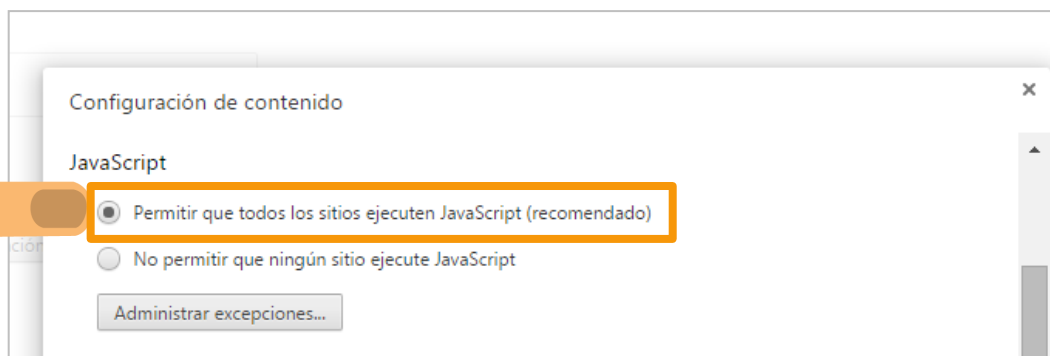 Configuración de contenido
JavaScript
Permitir que todos los sitios ejecuten JavaScript (recomendado)
No permitir que ningún sitio ejecute JavaScript
Administrar excepciones...